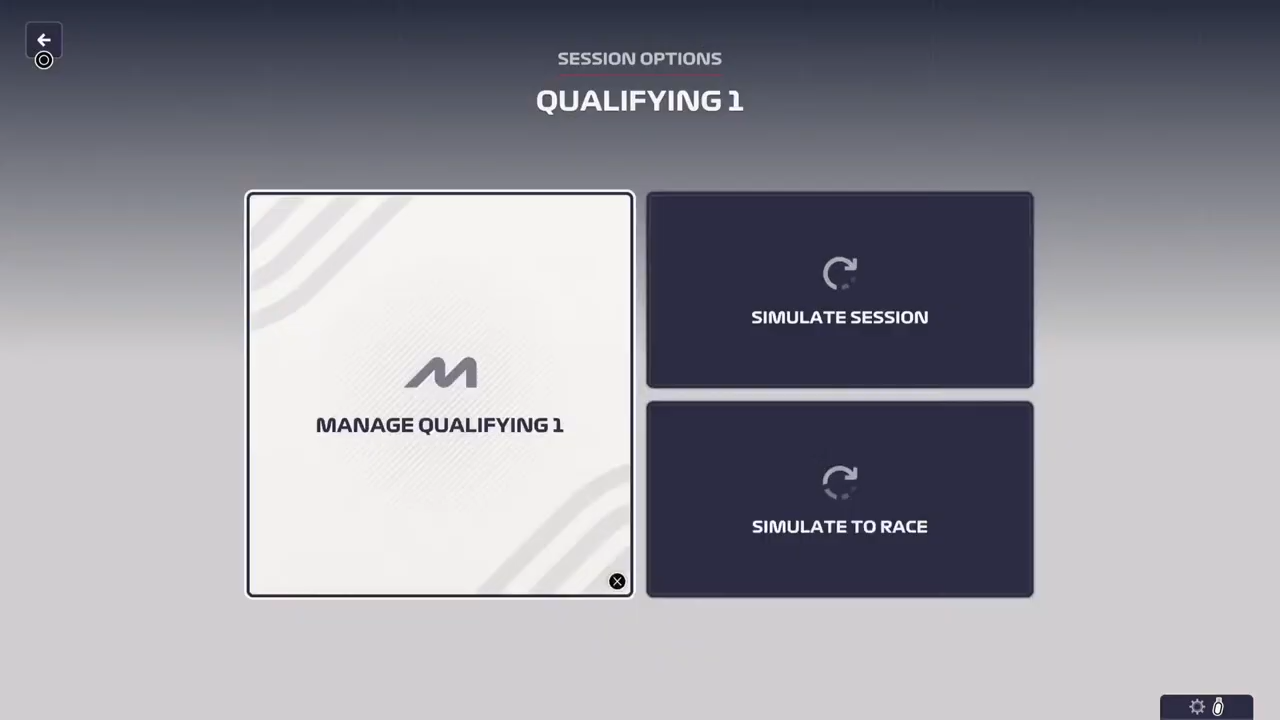 SESSION OPTIONS
QUALIFYING 1
MANAGE QUALIFYING 1
SIMULATE SESSION
SIMULATE TO RACE